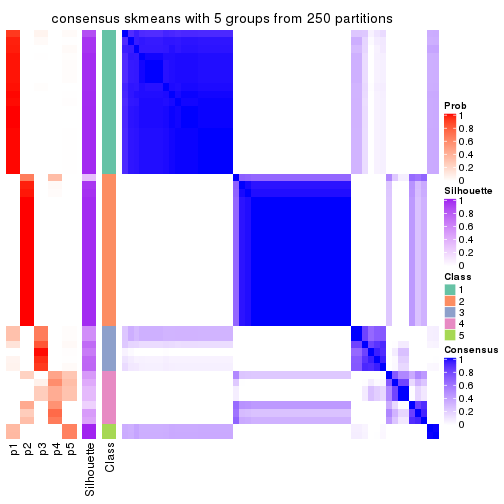 consensus skmeans with 5 groups from 250 partitions
Prob
1
0.8
0.6
0.4
0.2
0
Silhouette
1
0.8
0.6
0.4
0.2
0
Class
1
2
3
4
5
Consensus
1
0.8
0.6
0.4
0.2
0
p1
p2
p3
p4
p5
Silhouette
Class